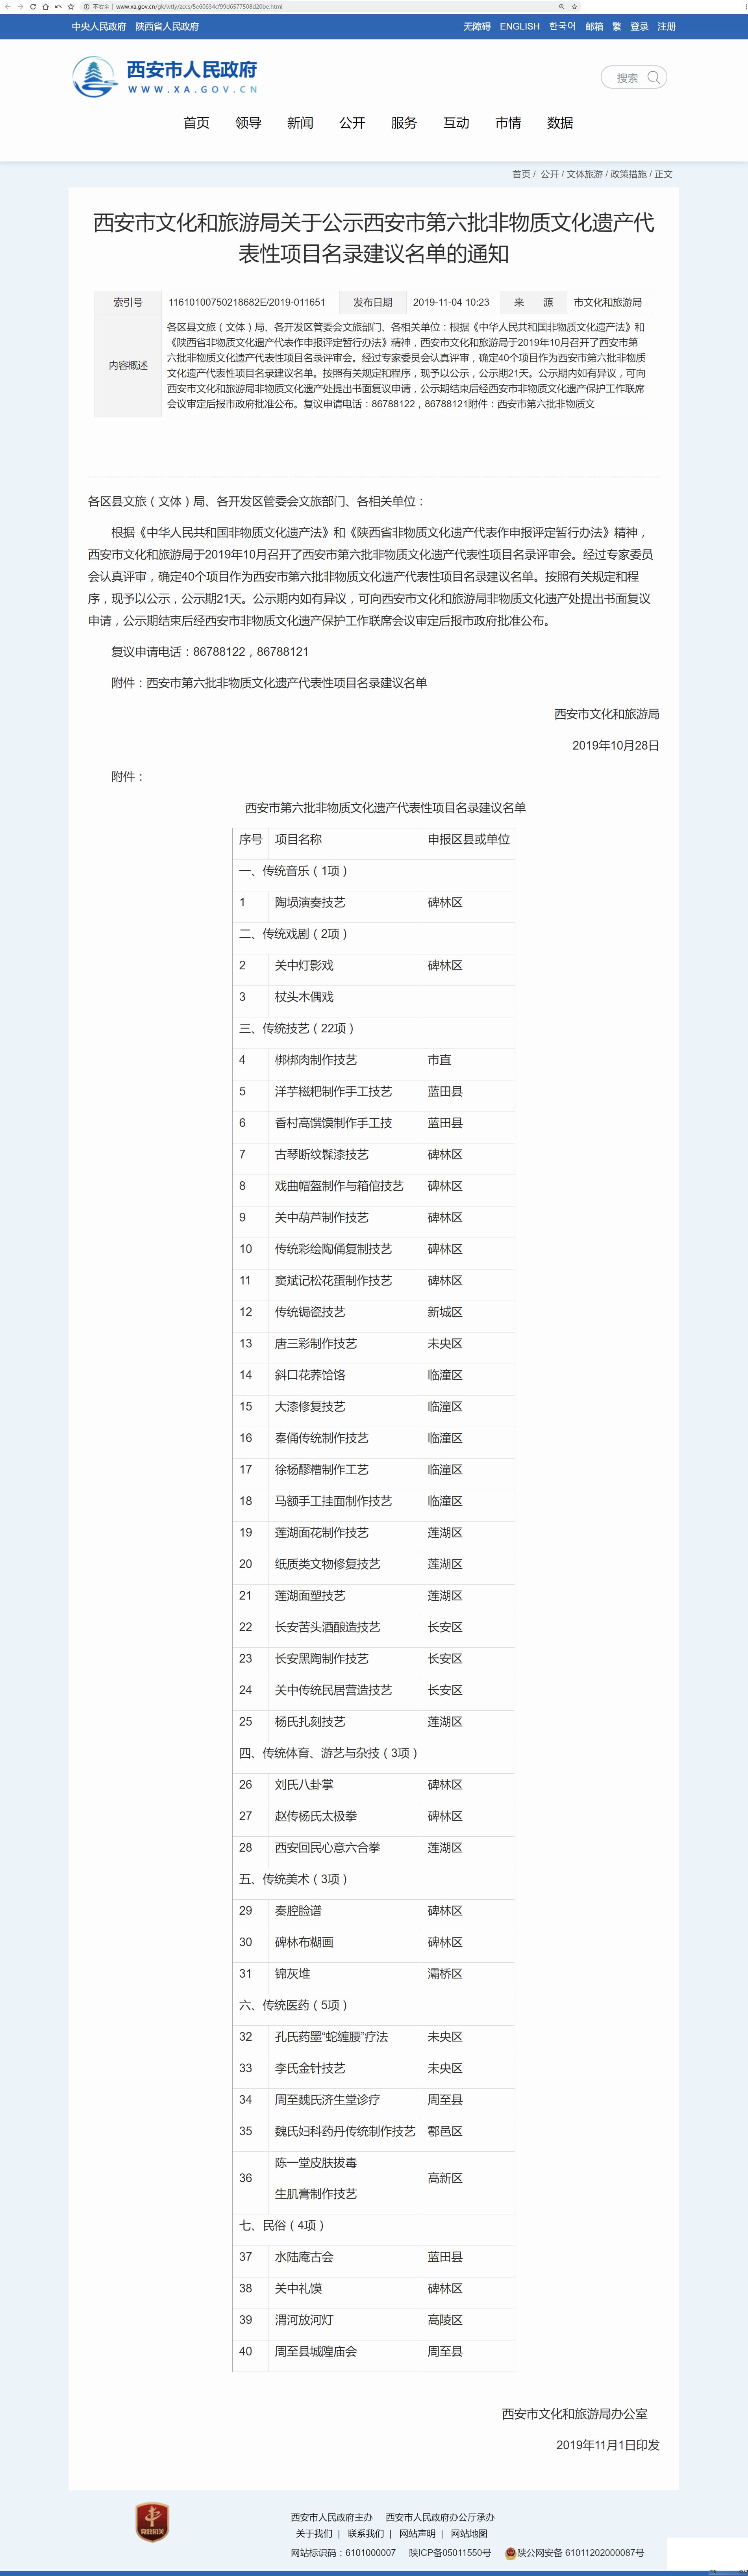 不安全 | www.xa.gov.cn/gk/wtly/zccs/5e60634cf99d6577508d20be.html
中央人民政府 陕西省人民政府 无障碍 ENGLISH 한국어 邮箱 繁 登录 注册
西安市人民政府
WWW.XA.GOV.CN
搜索
首页 领导 新闻 公开 服务 互动 市情 数据
首页 / 公开 / 文体旅游 / 政策措施 / 正文
西安市文化和旅游局关于公示西安市第六批非物质文化遗产代
表性项目名录建议名单的通知
索引号 11610100750218682E/2019-011651 发布日期 2019-11-04 10:23 来 源 市文化和旅游局
内容概述
各区县文旅（文体）局、各开发区管委会文旅部门、各相关单位：根据《中华人民共和国非物质文化遗产法》和
《陕西省非物质文化遗产代表作申报评定暂行办法》精神，西安市文化和旅游局于2019年10月召开了西安市第
六批非物质文化遗产代表性项目名录评审会。经过专家委员会认真评审，确定40个项目作为西安市第六批非物质
文化遗产代表性项目名录建议名单。按照有关规定和程序，现予以公示，公示期21天。公示期内如有异议，可向
西安市文化和旅游局非物质文化遗产处提出书面复议申请，公示期结束后经西安市非物质文化遗产保护工作联席
会议审定后报市政府批准公布。复议申请电话：86788122，86788121附件：西安市第六批非物质文
各区县文旅（文体）局、各开发区管委会文旅部门、各相关单位：
根据《中华人民共和国非物质文化遗产法》和《陕西省非物质文化遗产代表作申报评定暂行办法》精神，
西安市文化和旅游局于2019年10月召开了西安市第六批非物质文化遗产代表性项目名录评审会。经过专家委员
会认真评审，确定40个项目作为西安市第六批非物质文化遗产代表性项目名录建议名单。按照有关规定和程
序，现予以公示，公示期21天。公示期内如有异议，可向西安市文化和旅游局非物质文化遗产处提出书面复议
申请，公示期结束后经西安市非物质文化遗产保护工作联席会议审定后报市政府批准公布。
复议申请电话：86788122，86788121
附件：西安市第六批非物质文化遗产代表性项目名录建议名单
西安市文化和旅游局
2019年10月28日
附件：
西安市第六批非物质文化遗产代表性项目名录建议名单
序号 项目名称 申报区县或单位
一、传统音乐（1项）
1 陶埙演奏技艺 碑林区
二、传统戏剧（2项）
2 关中灯影戏 碑林区
3 杖头木偶戏
三、传统技艺（22项）
4 梆梆肉制作技艺 市直
5 洋芋糍粑制作手工技艺 蓝田县
6 香村高馔馍制作手工技 蓝田县
7 古琴断纹髹漆技艺 碑林区
8 戏曲帽盔制作与箱倌技艺 碑林区
9 关中葫芦制作技艺 碑林区
10 传统彩绘陶俑复制技艺 碑林区
11 窦斌记松花蛋制作技艺 碑林区
12 传统锔瓷技艺 新城区
13 唐三彩制作技艺 未央区
14 斜口花荞饸饹 临潼区
15 大漆修复技艺 临潼区
16 秦俑传统制作技艺 临潼区
17 徐杨醪糟制作工艺 临潼区
18 马额手工挂面制作技艺 临潼区
19 莲湖面花制作技艺 莲湖区
20 纸质类文物修复技艺 莲湖区
21 莲湖面塑技艺 莲湖区
22 长安苦头酒酿造技艺 长安区
23 长安黑陶制作技艺 长安区
24 关中传统民居营造技艺 长安区
25 杨氏扎刻技艺 莲湖区
四、传统体育、游艺与杂技（3项）
26 刘氏八卦掌 碑林区
27 赵传杨氏太极拳 碑林区
28 西安回民心意六合拳 莲湖区
五、传统美术（3项）
29 秦腔脸谱 碑林区
30 碑林布糊画 碑林区
31 锦灰堆 灞桥区
六、传统医药（5项）
32 孔氏药墨“蛇缠腰”疗法 未央区
33 李氏金针技艺 未央区
34 周至魏氏济生堂诊疗 周至县
35 魏氏妇科药丹传统制作技艺 鄠邑区
36 陈一堂皮肤拔毒
生肌膏制作技艺 高新区
七、民俗（4项）
37 水陆庵古会 蓝田县
38 关中礼馍 碑林区
39 渭河放河灯 高陵区
40 周至县城隍庙会 周至县
西安市文化和旅游局办公室
2019年11月1日印发
党政机关
西安市人民政府主办 西安市人民政府办公厅承办
关于我们 | 联系我们 | 网站声明 | 网站地图
网站标识码：6101000007 陕ICP备05011550号 陕公网安备 61011202000087号